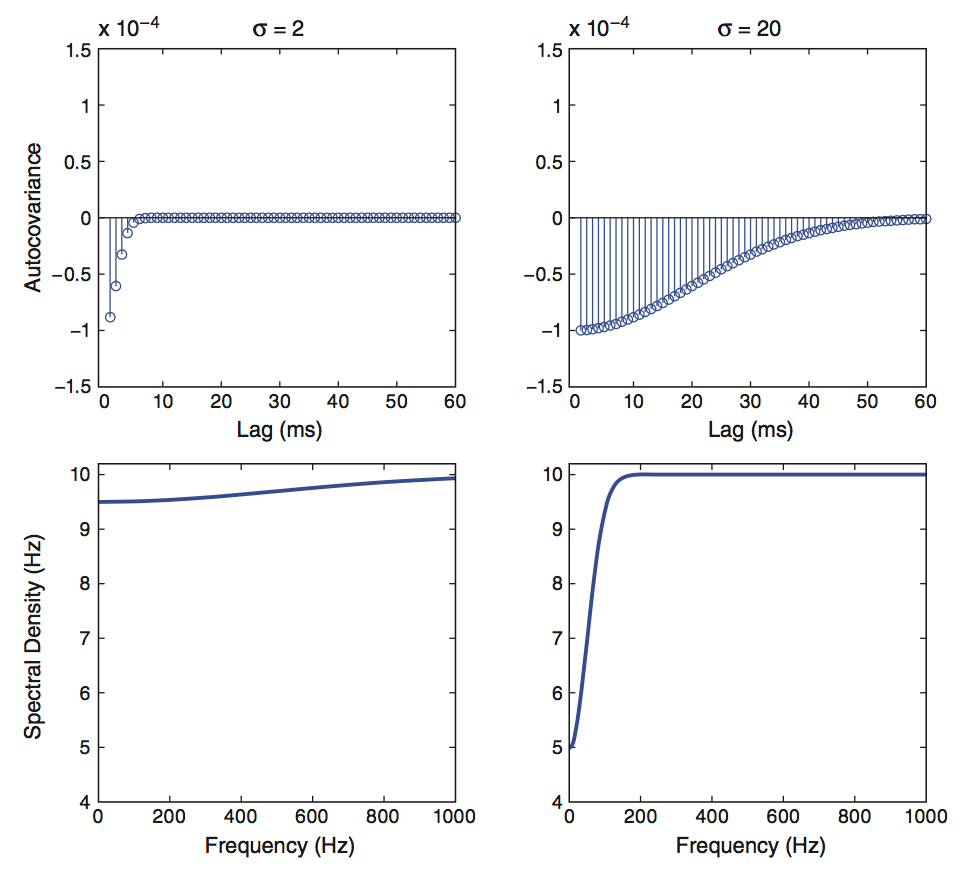 x 10⁻⁴ σ = 2
1.5
1
0.5
0
−0.5
−1
−1.5
Autocovariance
0 10 20 30 40 50 60
Lag (ms)
x 10⁻⁴ σ = 20
1.5
1
0.5
0
−0.5
−1
−1.5
0 10 20 30 40 50 60
Lag (ms)
10
9
8
7
6
5
4
Spectral Density (Hz)
0 200 400 600 800 1000
Frequency (Hz)
10
9
8
7
6
5
4
0 200 400 600 800 1000
Frequency (Hz)